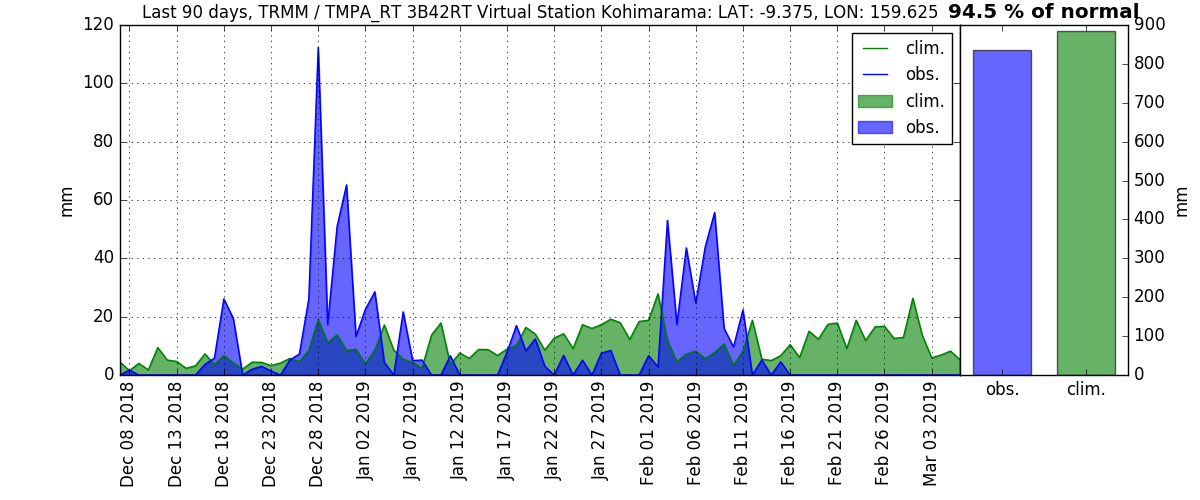 Last 90 days, TRMM / TMPA_RT 3B42RT Virtual Station Kohimarama: LAT: -9.375, LON: 159.625 94.5 % of normal
120
100
80
60
40
20
0
mm
clim.
obs.
clim.
obs.
900
800
700
600
500
400
300
200
100
0
mm
Dec 08 2018
Dec 13 2018
Dec 18 2018
Dec 23 2018
Dec 28 2018
Jan 02 2019
Jan 07 2019
Jan 12 2019
Jan 17 2019
Jan 22 2019
Jan 27 2019
Feb 01 2019
Feb 06 2019
Feb 11 2019
Feb 16 2019
Feb 21 2019
Feb 26 2019
Mar 03 2019
obs.
clim.